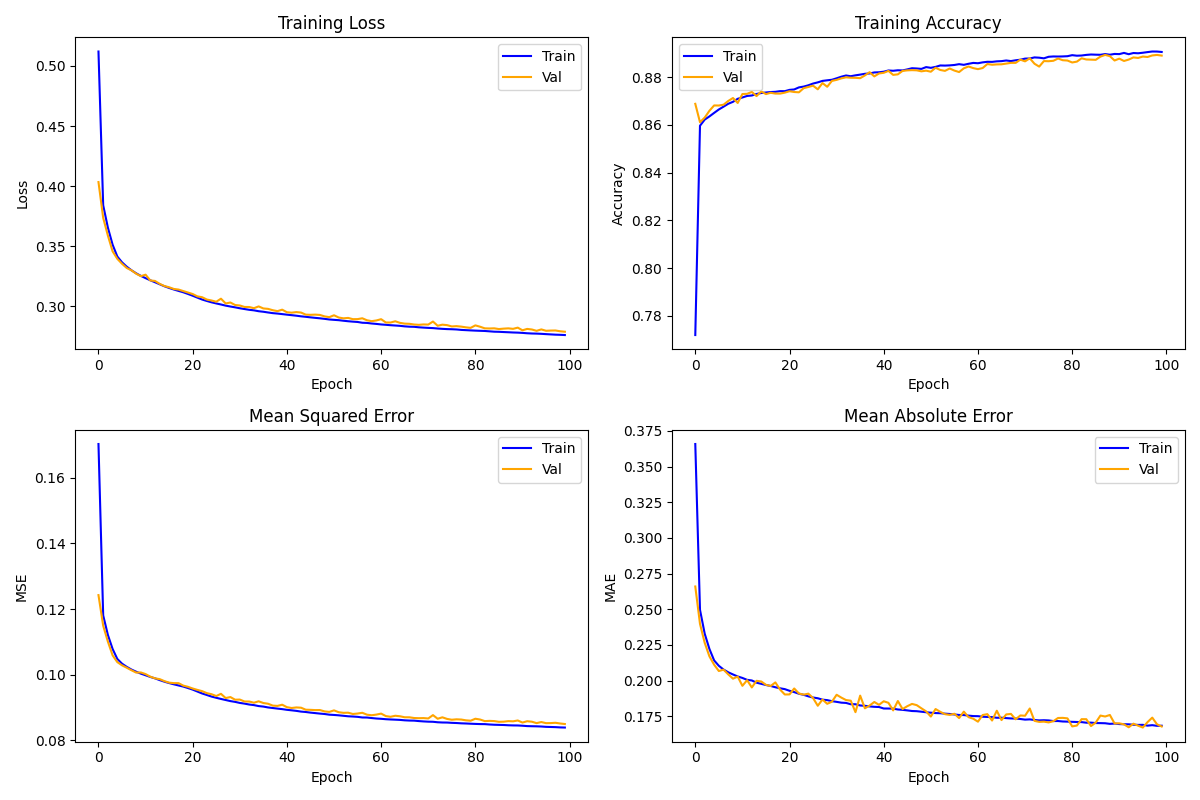 Training Loss
Loss
0.50
0.45
0.40
0.35
0.30
Train
Val
0 20 40 60 80 100
Epoch
Training Accuracy
Accuracy
0.88
0.86
0.84
0.82
0.80
0.78
Train
Val
0 20 40 60 80 100
Epoch
Mean Squared Error
MSE
0.16
0.14
0.12
0.10
0.08
Train
Val
0 20 40 60 80 100
Epoch
Mean Absolute Error
MAE
0.375
0.350
0.325
0.300
0.275
0.250
0.225
0.200
0.175
Train
Val
0 20 40 60 80 100
Epoch